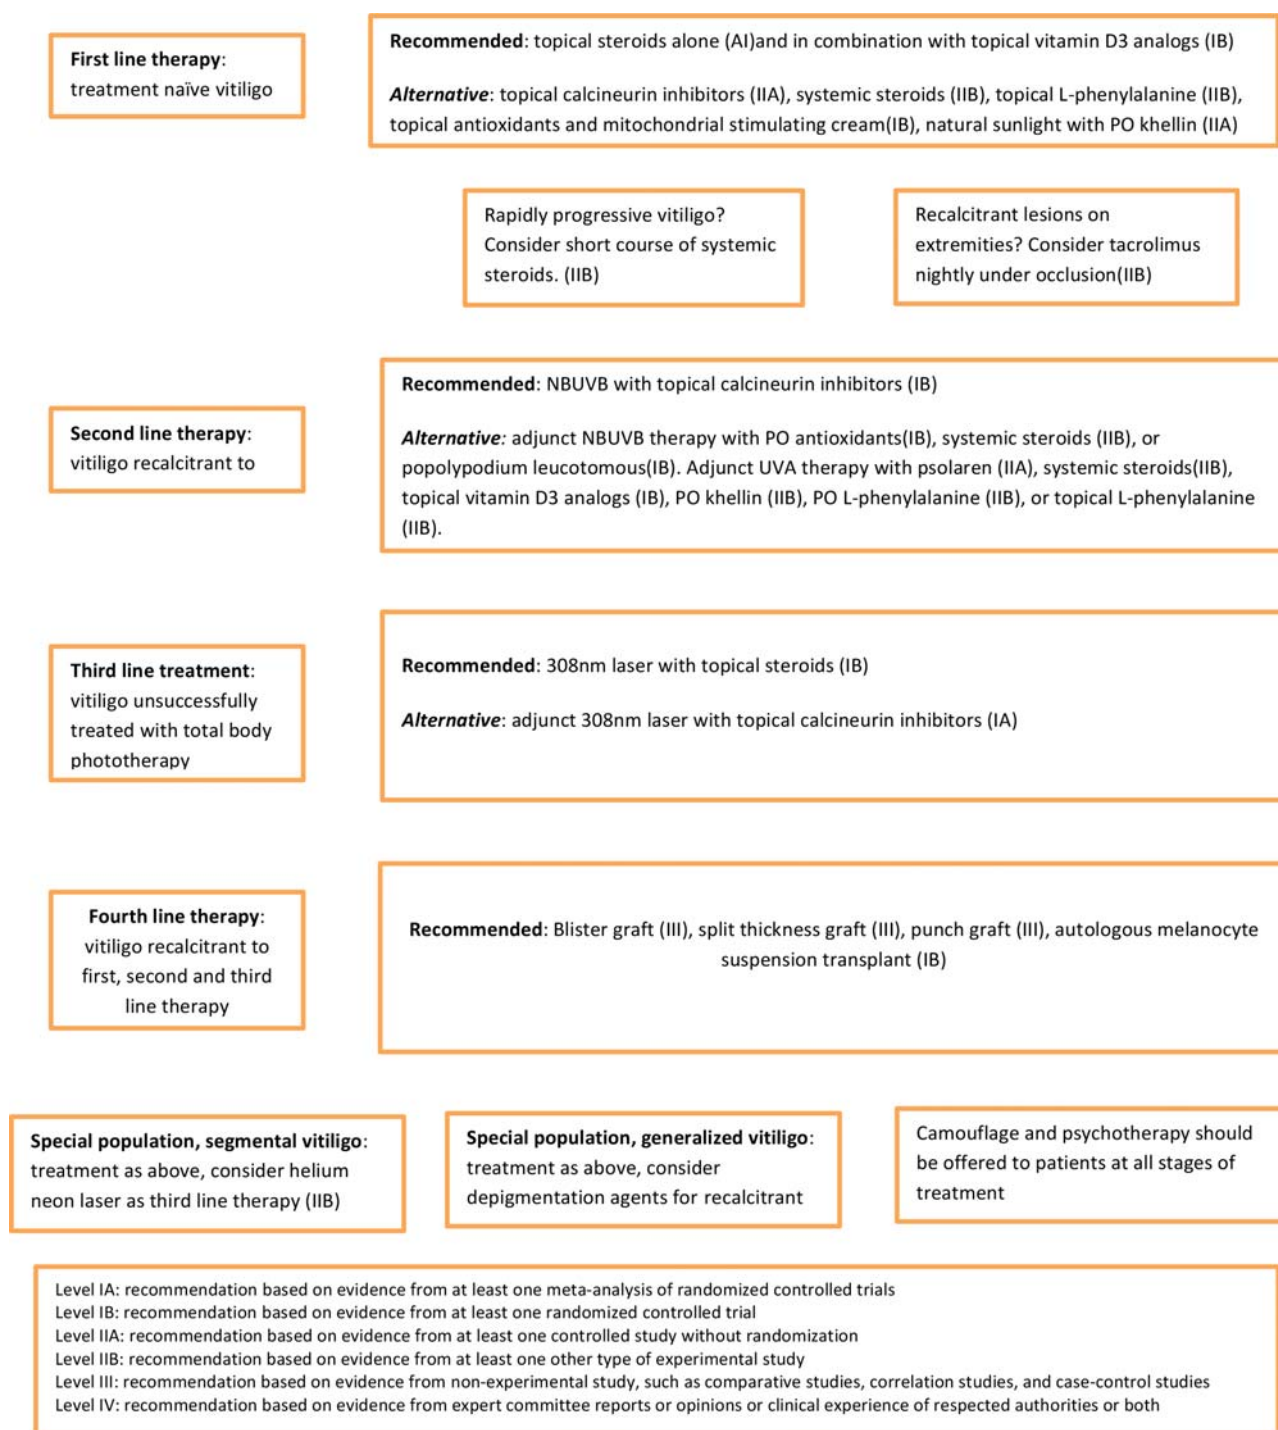 First line therapy:
treatment naïve vitiligo
Recommended: topical steroids alone (AI)and in combination with topical vitamin D3 analogs (IB)
Alternative: topical calcineurin inhibitors (IIA), systemic steroids (IIB), topical L-phenylalanine (IIB),
topical antioxidants and mitochondrial stimulating cream(IB), natural sunlight with PO khellin (IIA)
Rapidly progressive vitiligo?
Consider short course of systemic
steroids. (IIB)
Recalcitrant lesions on
extremities? Consider tacrolimus
nightly under occlusion(IIB)
Second line therapy:
vitiligo recalcitrant to
Recommended: NBUVB with topical calcineurin inhibitors (IB)
Alternative: adjunct NBUVB therapy with PO antioxidants(IB), systemic steroids (IIB), or
popolypodium leucotomous(IB). Adjunct UVA therapy with psolaren (IIA), systemic steroids(IIB),
topical vitamin D3 analogs (IB), PO khellin (IIB), PO L-phenylalanine (IIB), or topical L-phenylalanine
(IIB).
Third line treatment:
vitiligo unsuccessfully
treated with total body
phototherapy
Recommended: 308nm laser with topical steroids (IB)
Alternative: adjunct 308nm laser with topical calcineurin inhibitors (IA)
Fourth line therapy:
vitiligo recalcitrant to
first, second and third
line therapy
Recommended: Blister graft (III), split thickness graft (III), punch graft (III), autologous melanocyte
suspension transplant (IB)
Special population, segmental vitiligo:
treatment as above, consider helium
neon laser as third line therapy (IIB)
Special population, generalized vitiligo:
treatment as above, consider
depigmentation agents for recalcitrant
Camouflage and psychotherapy should
be offered to patients at all stages of
treatment
Level IA: recommendation based on evidence from at least one meta-analysis of randomized controlled trials
Level IB: recommendation based on evidence from at least one randomized controlled trial
Level IIA: recommendation based on evidence from at least one controlled study without randomization
Level IIB: recommendation based on evidence from at least one other type of experimental study
Level III: recommendation based on evidence from non-experimental study, such as comparative studies, correlation studies, and case-control studies
Level IV: recommendation based on evidence from expert committee reports or opinions or clinical experience of respected authorities or both